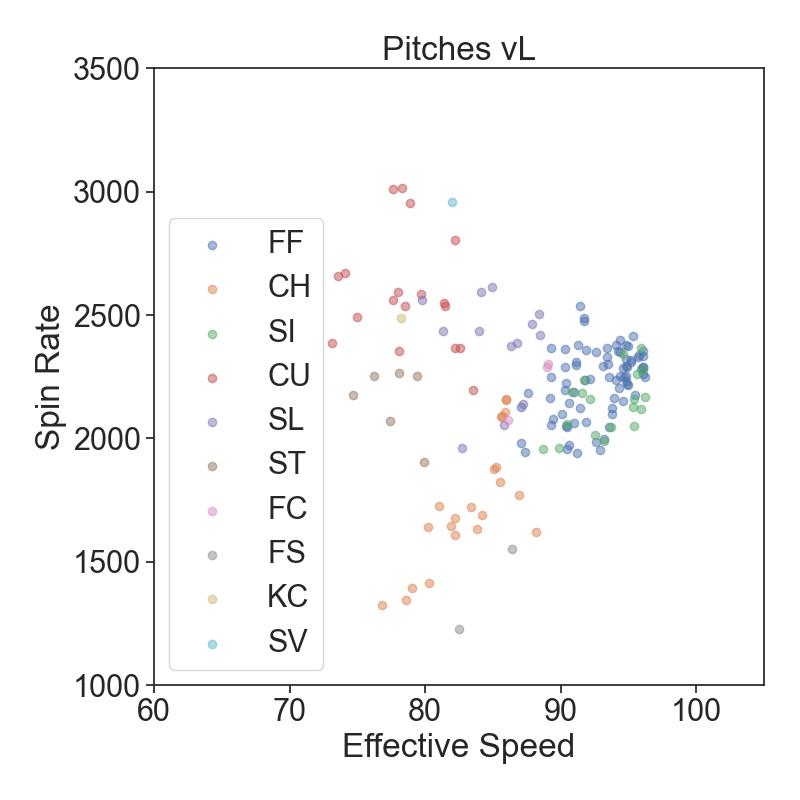 Pitches vL
3500
3000
2500
2000
1500
1000
Spin Rate
FF
CH
SI
CU
SL
ST
FC
FS
KC
SV
60 70 80 90 100
Effective Speed